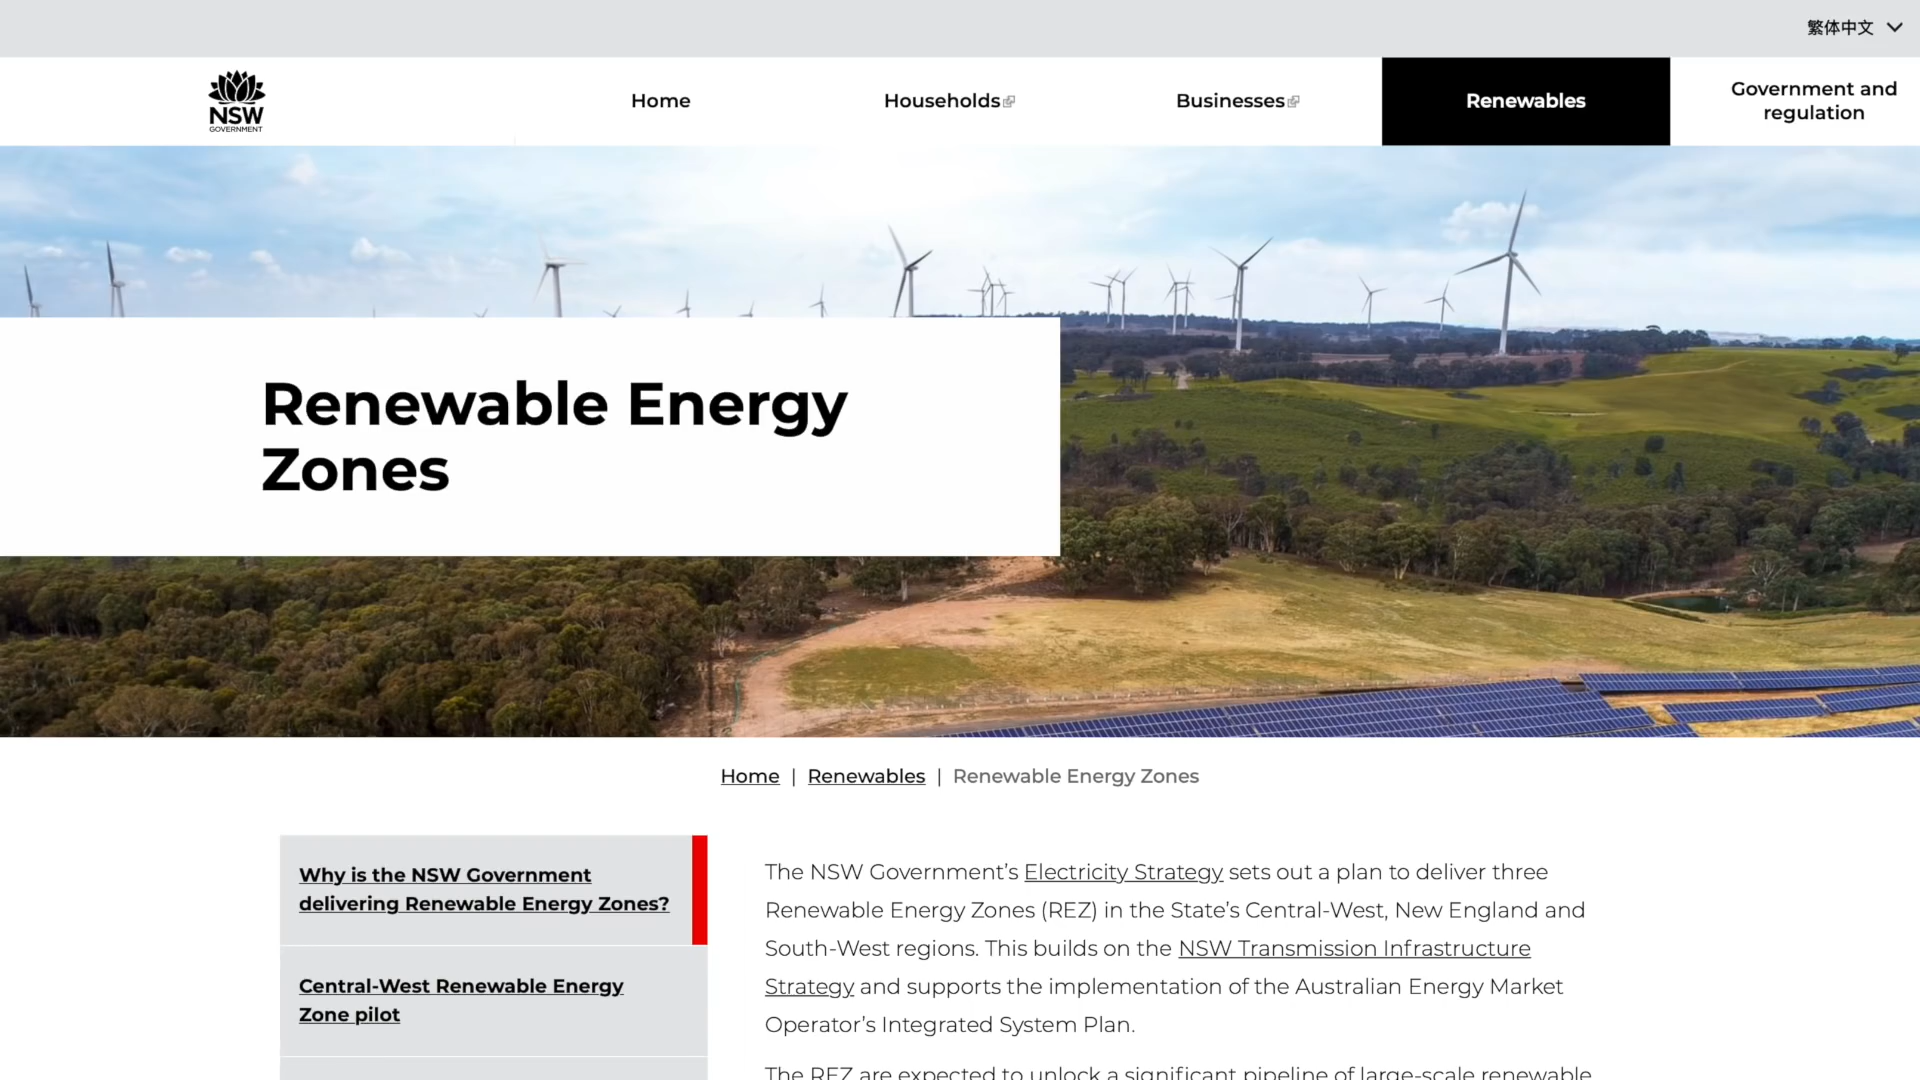 繁体中文
NSW
GOVERNMENT
Home
Households
Businesses
Renewables
Government and
regulation
Renewable Energy
Zones
Home | Renewables | Renewable Energy Zones
Why is the NSW Government
delivering Renewable Energy Zones?
Central-West Renewable Energy
Zone pilot
The NSW Government’s Electricity Strategy sets out a plan to deliver three
Renewable Energy Zones (REZ) in the State’s Central-West, New England and
South-West regions. This builds on the NSW Transmission Infrastructure
Strategy and supports the implementation of the Australian Energy Market
Operator’s Integrated System Plan.
The REZ are expected to unlock a significant pipeline of large-scale renewable